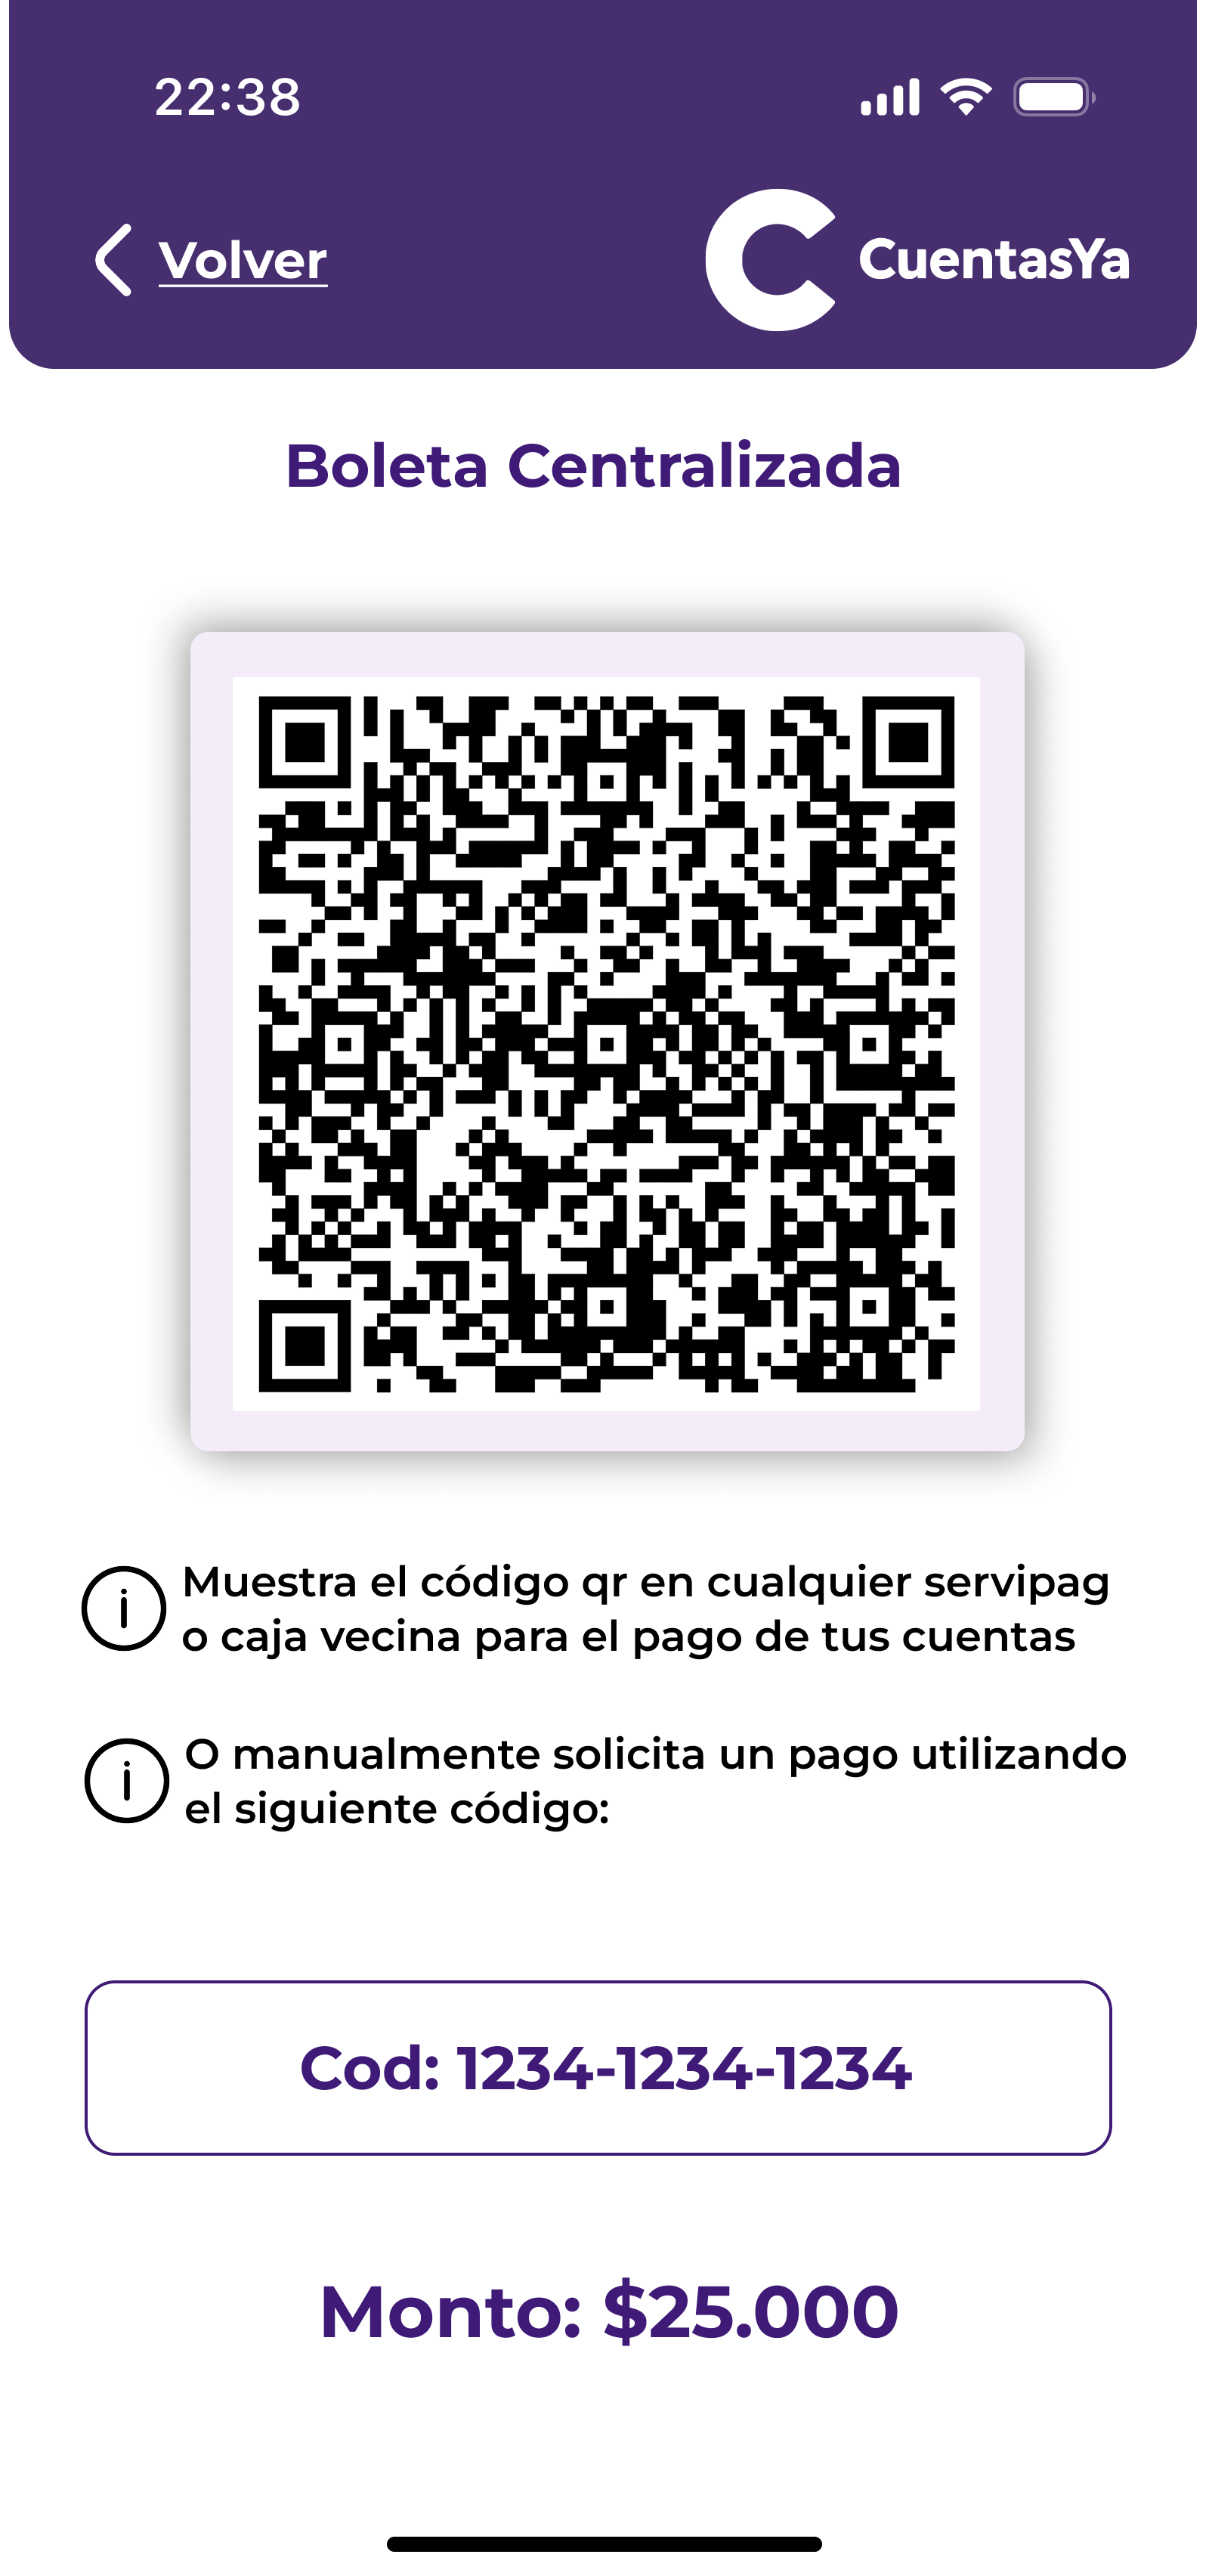 22:38
Volver
CuentasYa
Boleta Centralizada
Muestra el código qr en cualquier servipag
o caja vecina para el pago de tus cuentas
O manualmente solicita un pago utilizando
el siguiente código:
Cod: 1234-1234-1234
Monto: $25.000